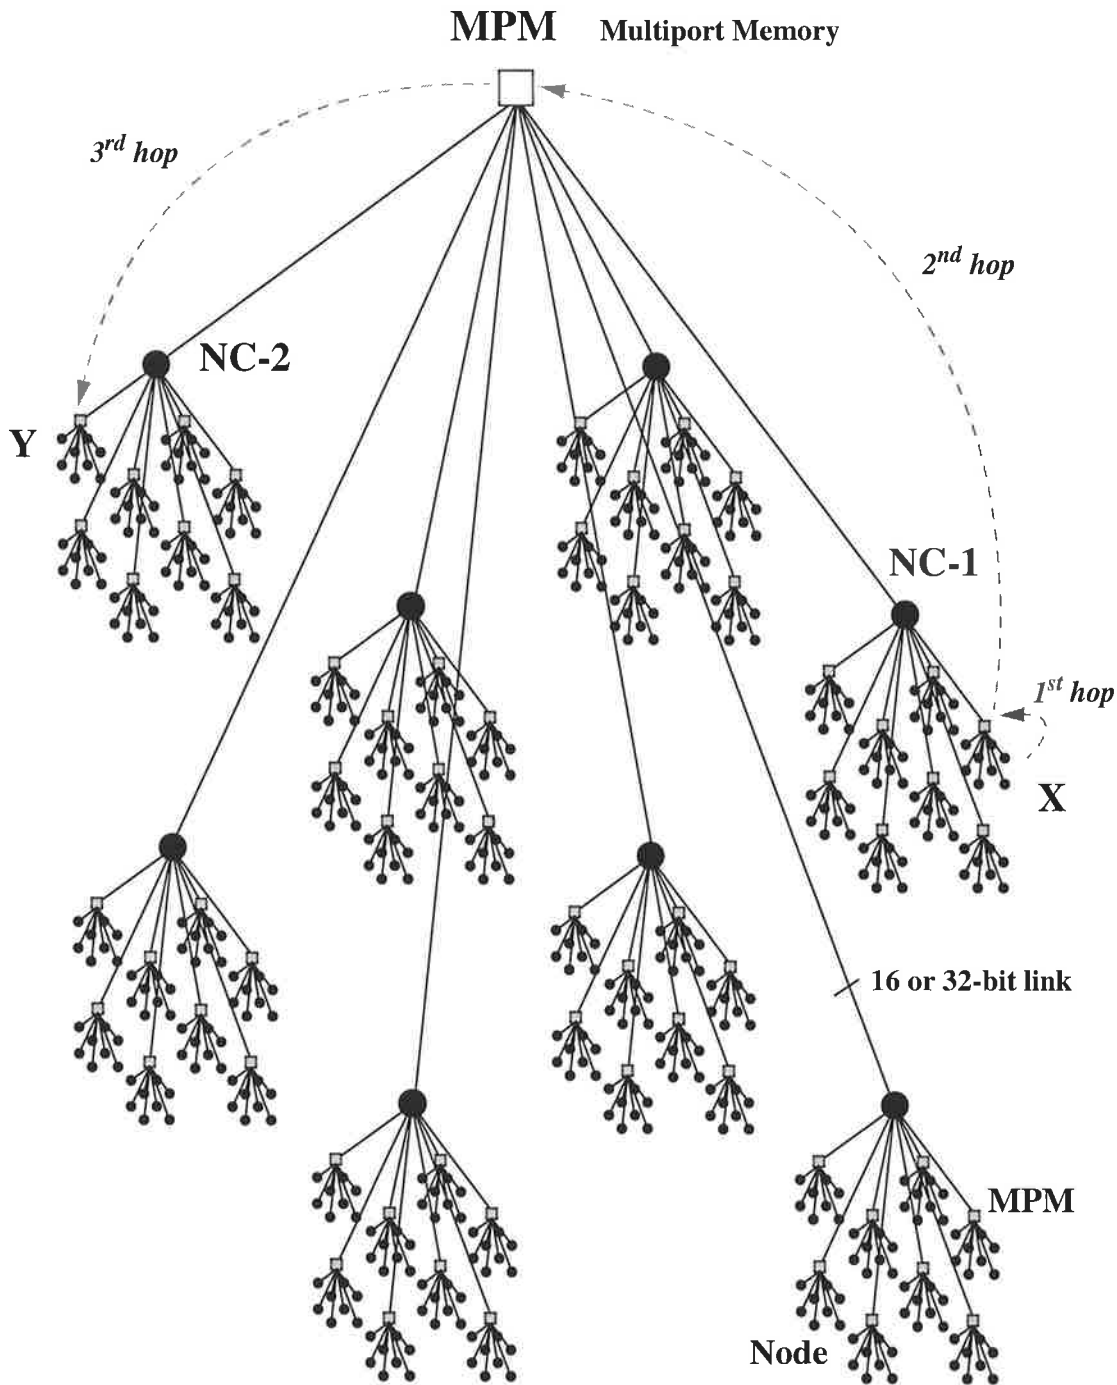 MPM Multiport Memory
3rd hop
2nd hop
NC-2
Y
NC-1
1st hop
X
16 or 32-bit link
MPM
Node